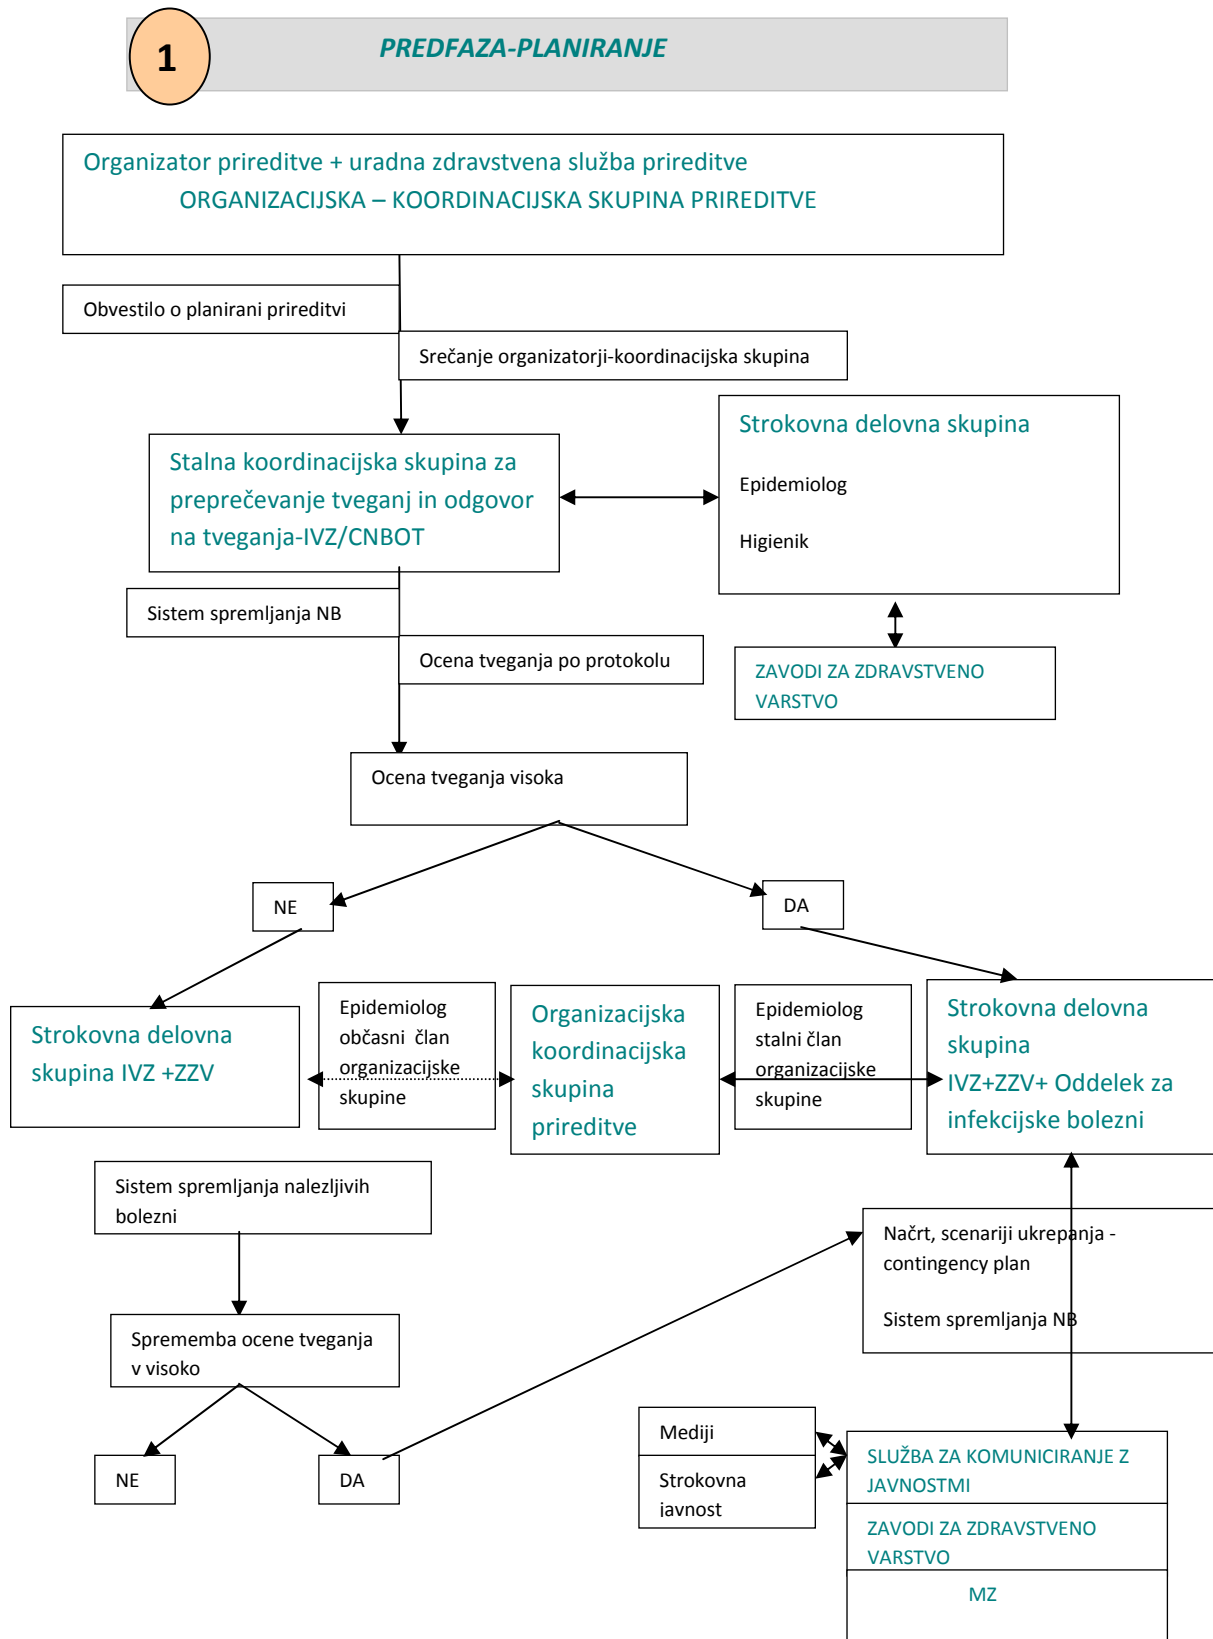 1
PREDFAZA-PLANIRANJE
Organizator prireditve + uradna zdravstvena služba prireditve
ORGANIZACIJSKA – KOORDINACIJSKA SKUPINA PRIREDITVE
Obvestilo o planirani prireditvi
Srečanje organizatorji-koordinacijska skupina
Stalna koordinacijska skupina za
preprečevanje tveganj in odgovor
na tveganja-IVZ/CNBOT
Strokovna delovna skupina
Epidemiolog
Higienik
Sistem spremljanja NB
Ocena tveganja po protokolu
ZAVODI ZA ZDRAVSTVENO
VARSTVO
Ocena tveganja visoka
NE
DA
Strokovna delovna
skupina IVZ +ZZV
Epidemiolog
občasni član
organizacijske
skupine
Organizacijska
koordinacijska
skupina
prireditve
Epidemiolog
stalni član
organizacijske
skupine
Strokovna delovna
skupina
IVZ+ZZV+ Oddelek za
infekcijske bolezni
Sistem spremljanja nalezljivih
bolezni
Načrt, scenariji ukrepanja -
contingency plan
Sistem spremljanja NB
Sprememba ocene tveganja
v visoko
NE
DA
Mediji
Strokovna
javnost
SLUŽBA ZA KOMUNICIRANJE Z
JAVNOSTMI
ZAVODI ZA ZDRAVSTVENO
VARSTVO
MZ